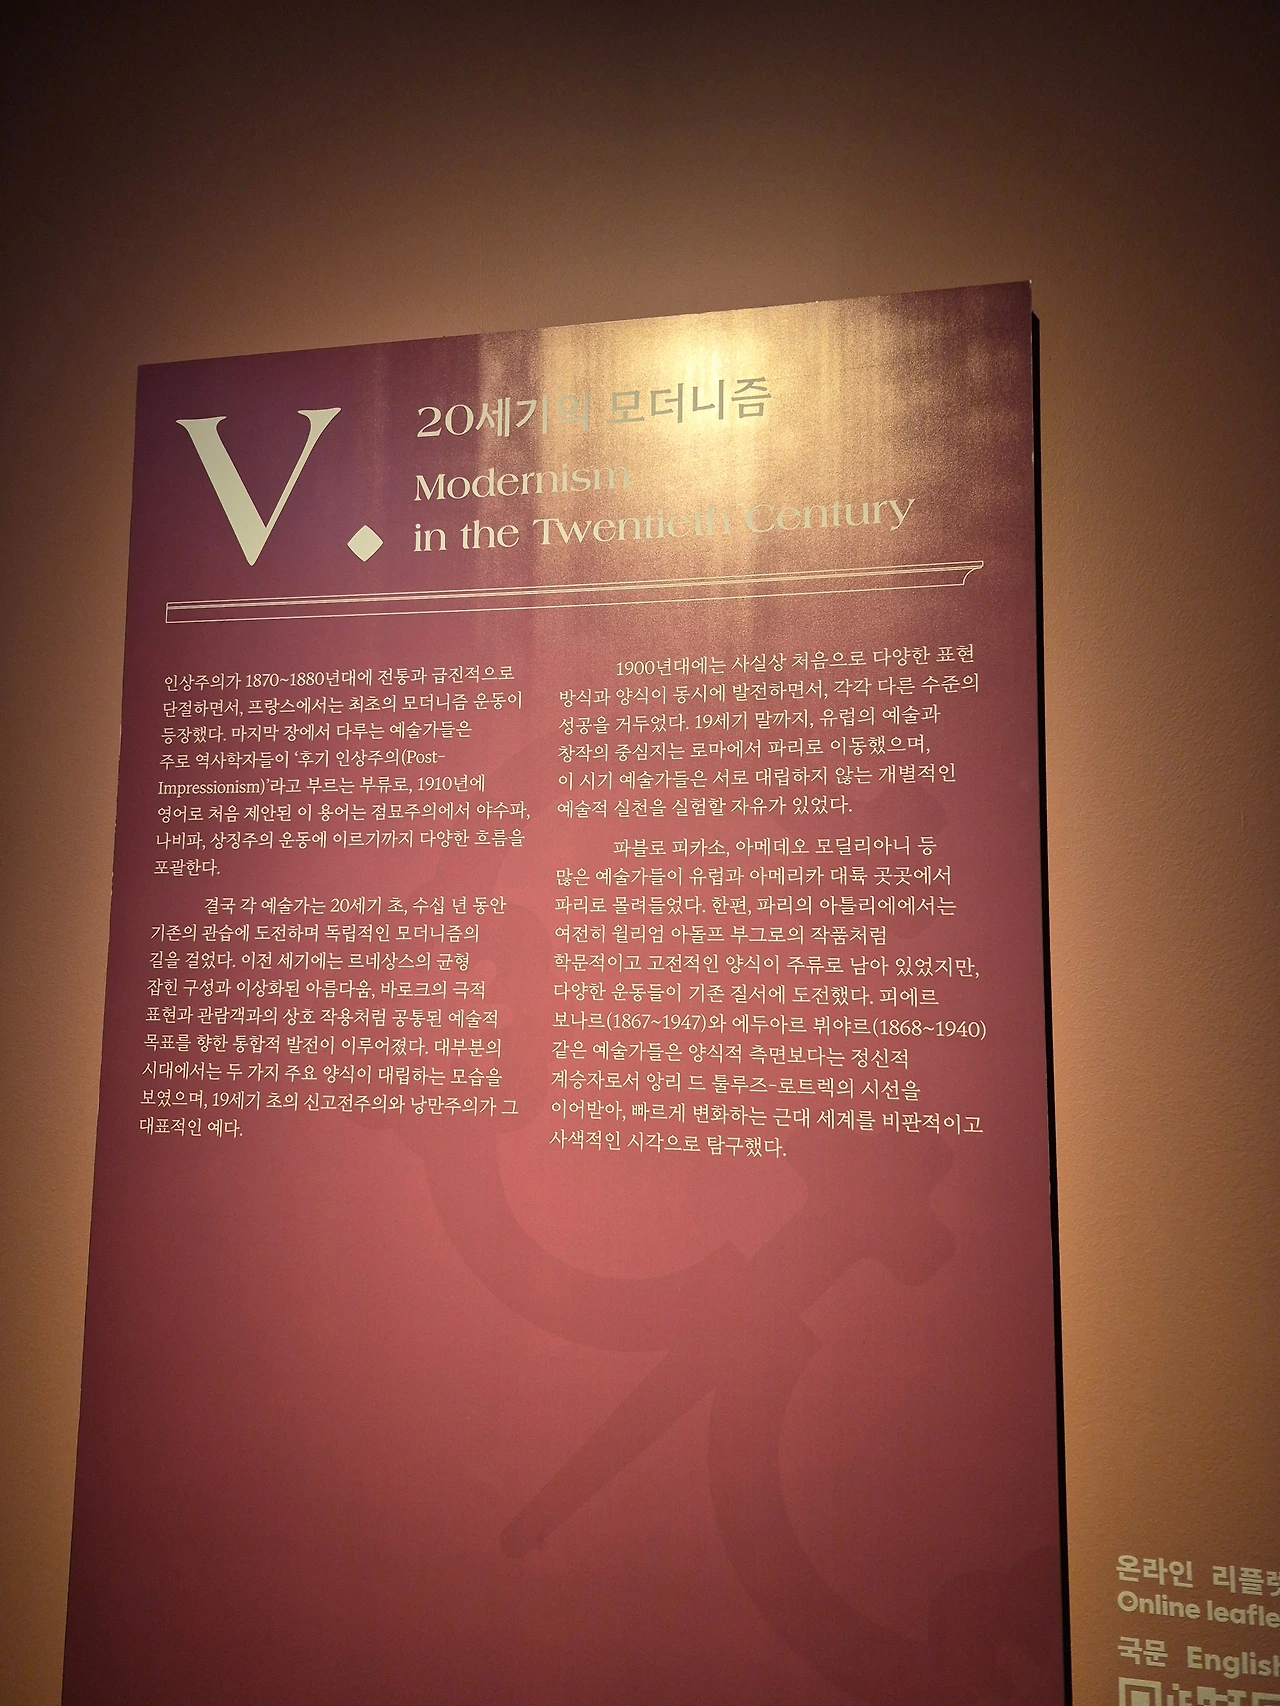 V.
20세기의 모더니즘
Modernism
in the Twentieth Century
인상주의가 1870~1880년대에 전통과 급진적으로
단절하면서, 프랑스에서는 최초의 모더니즘 운동이
등장했다. 마지막 장에서 다루는 예술가들은
주로 역사학자들이 ‘후기 인상주의(Post-
Impressionism)’라고 부르는 부류로, 1910년에
영어로 처음 제안된 이 용어는 점묘주의에서 야수파,
나비파, 상징주의 운동에 이르기까지 다양한 흐름을
포괄한다.
결국 각 예술가는 20세기 초, 수십 년 동안
기존의 관습에 도전하며 독립적인 모더니즘의
길을 걸었다. 이전 세기에는 르네상스의 균형
잡힌 구성과 이상화된 아름다움, 바로크의 극적
표현과 관람객과의 상호 작용처럼 공통된 예술적
목표를 향한 통합적 발전이 이루어졌다. 대부분의
시대에서는 두 가지 주요 양식이 대립하는 모습을
보였으며, 19세기 초의 신고전주의와 낭만주의가 그
대표적인 예다.
1900년대에는 사실상 처음으로 다양한 표현
방식과 양식이 동시에 발전하면서, 각각 다른 수준의
성공을 거두었다. 19세기 말까지, 유럽의 예술과
창작의 중심지는 로마에서 파리로 이동했으며,
이 시기 예술가들은 서로 대립하지 않는 개별적인
예술적 실천을 실험할 자유가 있었다.
파블로 피카소, 아메데오 모딜리아니 등
많은 예술가들이 유럽과 아메리카 대륙 곳곳에서
파리로 몰려들었다. 한편, 파리의 아틀리에에서는
여전히 윌리엄 아돌프 부그로의 작품처럼
학문적이고 고전적인 양식이 주류로 남아 있었지만,
다양한 운동들이 기존 질서에 도전했다. 피에르
보나르(1867~1947)와 에두아르 뷔야르(1868~1940)
같은 예술가들은 양식적 측면보다는 정신적
계승자로서 앙리 드 툴루즈-로트렉의 시선을
이어받아, 빠르게 변화하는 근대 세계를 비판적이고
사색적인 시각으로 탐구했다.
온라인
Online
국문